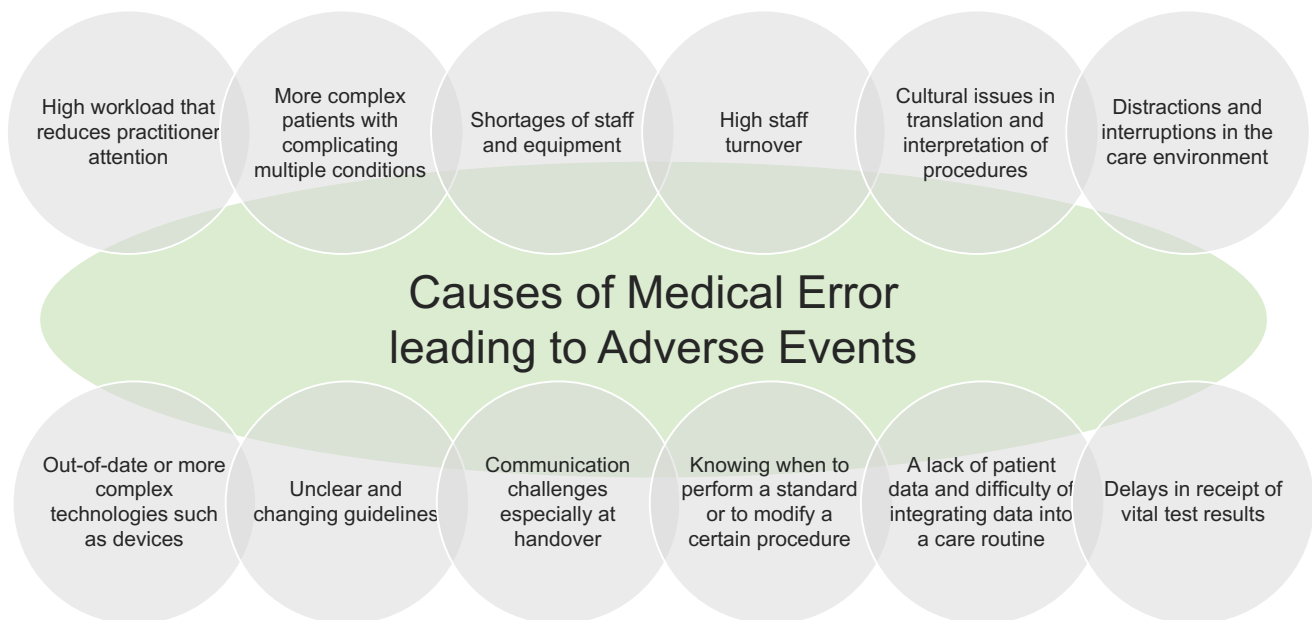 High workload that
reduces practitioner
attention
More complex
patients with
complicating
multiple conditions
Shortages of staff
and equipment
High staff
turnover
Cultural issues in
translation and
interpretation of
procedures
Distractions and
interruptions in the
care environment
Causes of Medical Error
leading to Adverse Events
Out-of-date or more
complex
technologies such
as devices
Unclear and
changing guidelines
Communication
challenges
especially at
handover
Knowing when to
perform a standard
or to modify a
certain procedure
A lack of patient
data and difficulty of
integrating data into
a care routine
Delays in receipt of
vital test results